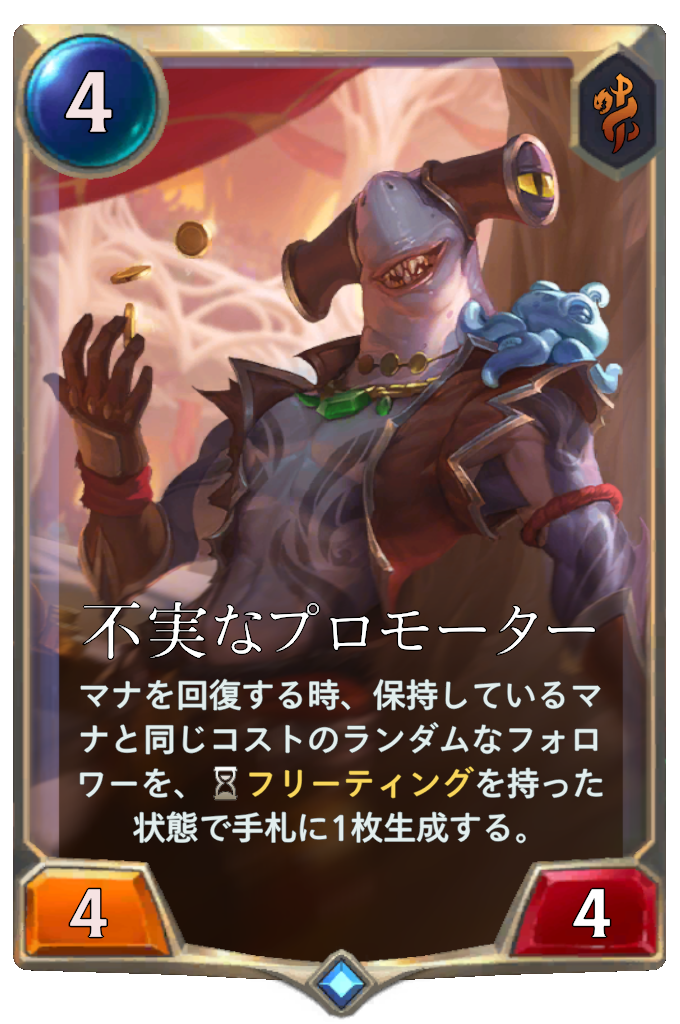 4
不実なプロモーター
マナを回復する時、保持しているマ
ナと同じコストのランダムなフォロ
ワーを、フリーティングを持った
状態で手札に1枚生成する。
4
4